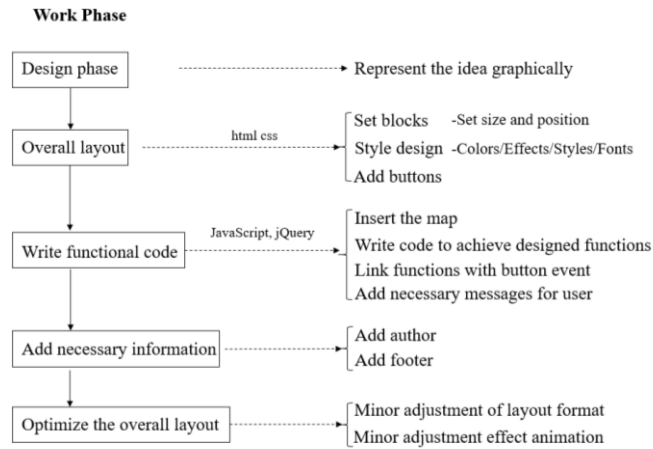 Work Phase
Design phase
Represent the idea graphically
Overall layout
html css
Set blocks -Set size and position
Style design -Colors/Effects/Styles/Fonts
Add buttons
Write functional code
JavaScript, jQuery
Insert the map
Write code to achieve designed functions
Link functions with button event
Add necessary messages for user
Add necessary information
Add author
Add footer
Optimize the overall layout
Minor adjustment of layout format
Minor adjustment effect animation